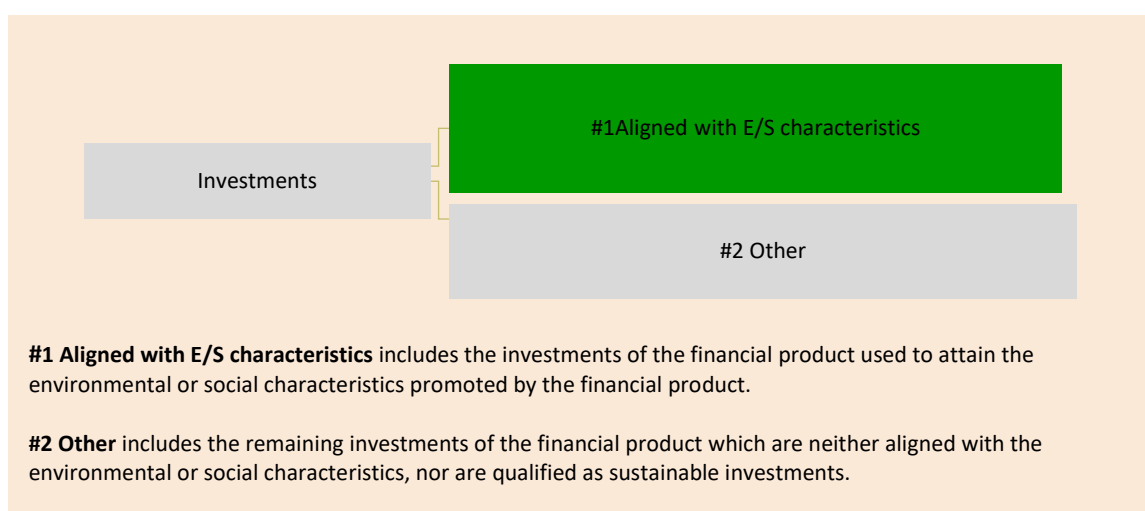 #1Aligned with E/S characteristics
Investments
#2 Other
#1 Aligned with E/S characteristics includes the investments of the financial product used to attain the
environmental or social characteristics promoted by the financial product.
#2 Other includes the remaining investments of the financial product which are neither aligned with the
environmental or social characteristics, nor are qualified as sustainable investments.